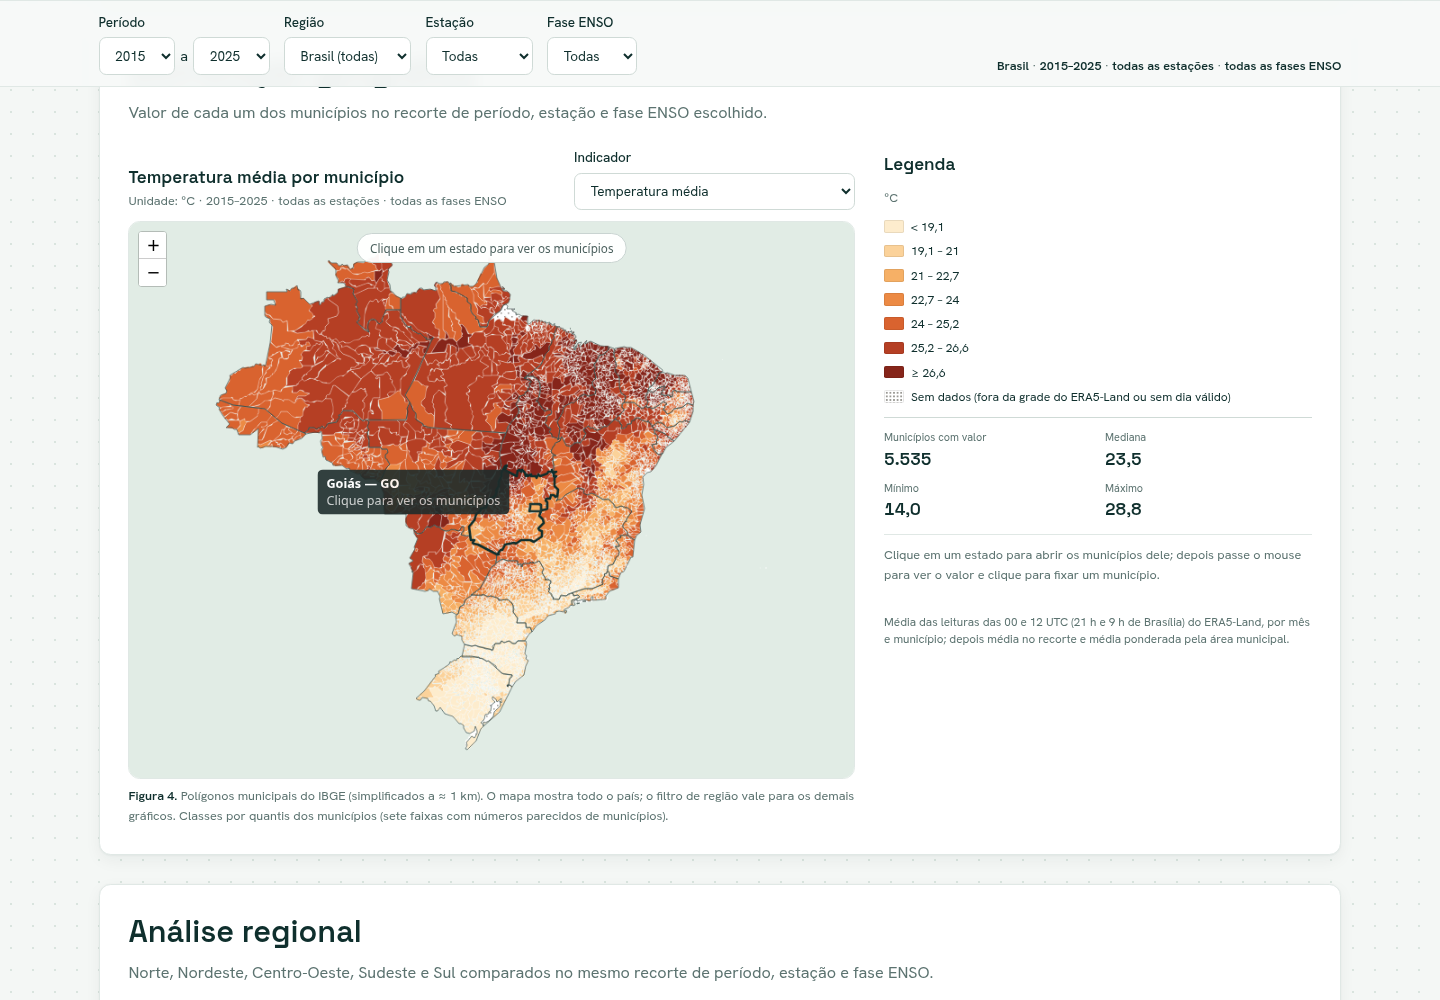 Período
Região
Estação
Fase ENSO
2015
a
2025
Brasil (todas)
Todas
Todas
Brasil · 2015–2025 · todas as estações · todas as fases ENSO
Valor de cada um dos municípios no recorte de período, estação e fase ENSO escolhido.
Temperatura média por município
Unidade: °C · 2015–2025 · todas as estações · todas as fases ENSO
Indicador
Temperatura média
+
−
Clique em um estado para ver os municípios
Goiás — GO
Clique para ver os municípios
Legenda
°C
< 19,1
19,1 – 21
21 – 22,7
22,7 – 24
24 – 25,2
25,2 – 26,6
≥ 26,6
Sem dados (fora da grade do ERA5-Land ou sem dia válido)
Municípios com valor
5.535
Mediana
23,5
Mínimo
14,0
Máximo
28,8
Clique em um estado para abrir os municípios dele; depois passe o mouse
para ver o valor e clique para fixar um município.
Média das leituras das 00 e 12 UTC (21 h e 9 h de Brasília) do ERA5-Land, por mês
e município; depois média no recorte e média ponderada pela área municipal.
Figura 4. Polígonos municipais do IBGE (simplificados a ≈ 1 km). O mapa mostra todo o país; o filtro de região vale para os demais
gráficos. Classes por quantis dos municípios (sete faixas com números parecidos de municípios).
Análise regional
Norte, Nordeste, Centro-Oeste, Sudeste e Sul comparados no mesmo recorte de período, estação e fase ENSO.